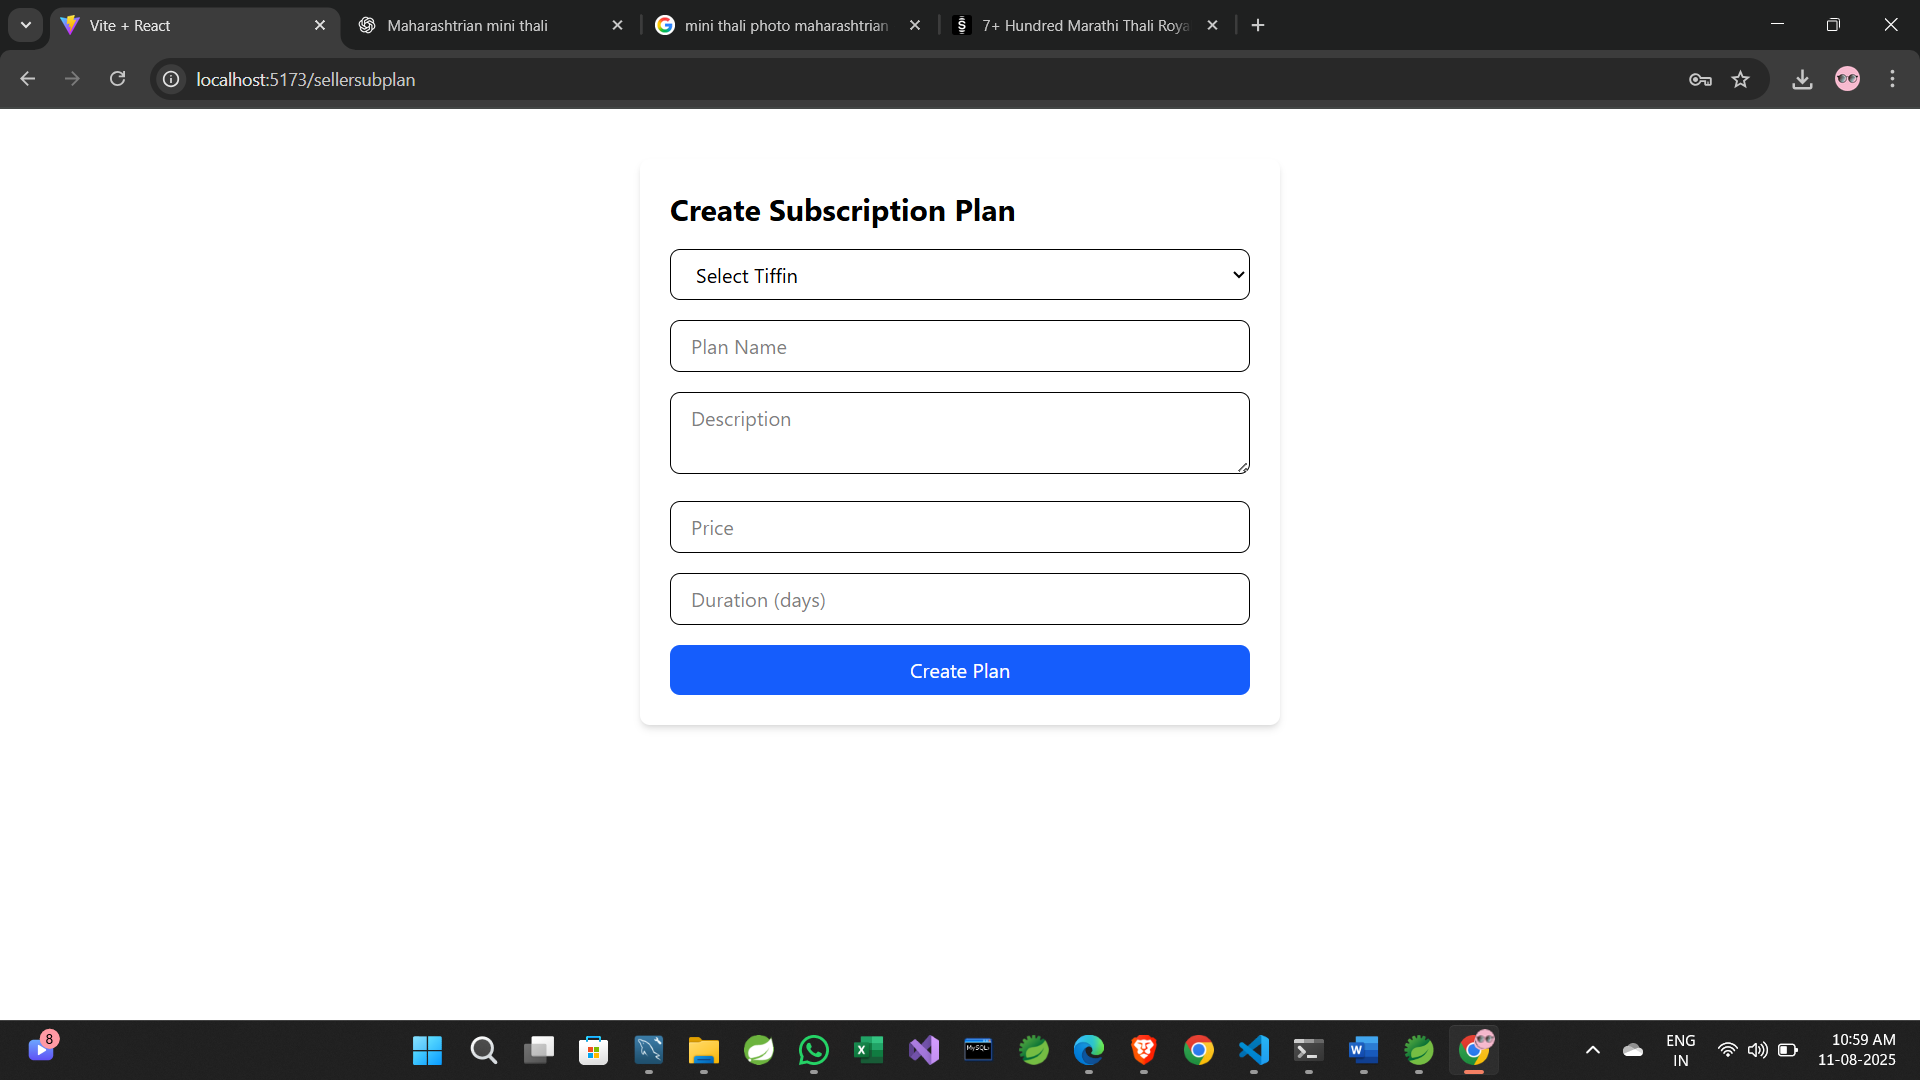 Vite + React
Maharashtrian mini thali
mini thali photo maharashtrian
7+ Hundred Marathi Thali Roya
localhost:5173/sellersubplan
Create Subscription Plan
Select Tiffin
Plan Name
Description
Price
Duration (days)
Create Plan
8
MySQL
ENG
IN
10:59 AM
11-08-2025